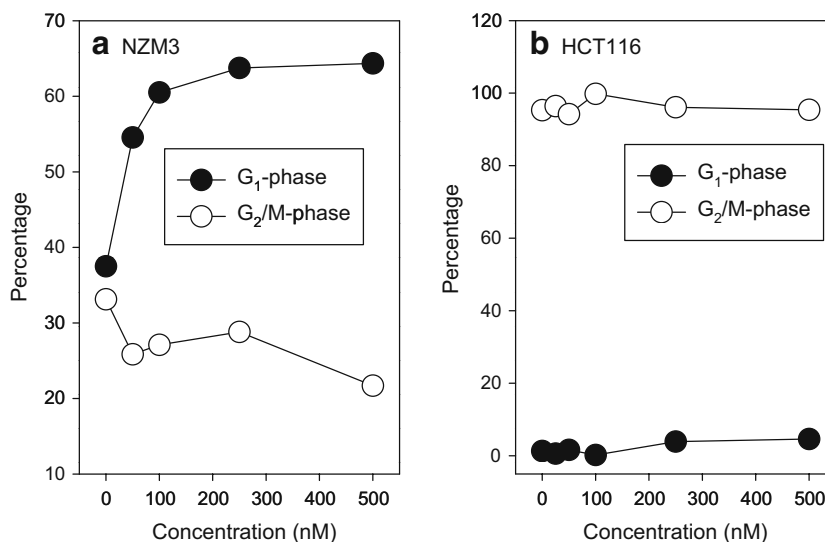 a NZM3
70
60
50
40
30
20
10
Percentage
G₁-phase
G₂/M-phase
0 100 200 300 400 500
Concentration (nM)
b HCT116
120
100
80
60
40
20
0
Percentage
G₁-phase
G₂/M-phase
0 100 200 300 400 500
Concentration (nM)